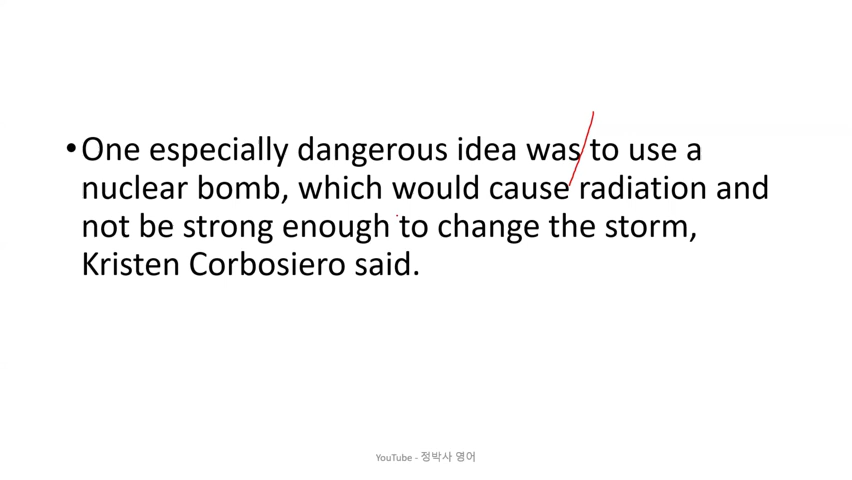 •One especially dangerous idea was to use a
nuclear bomb, which would cause radiation and
not be strong enough to change the storm,
Kristen Corbosiero said.
YouTube - 정박사 영어